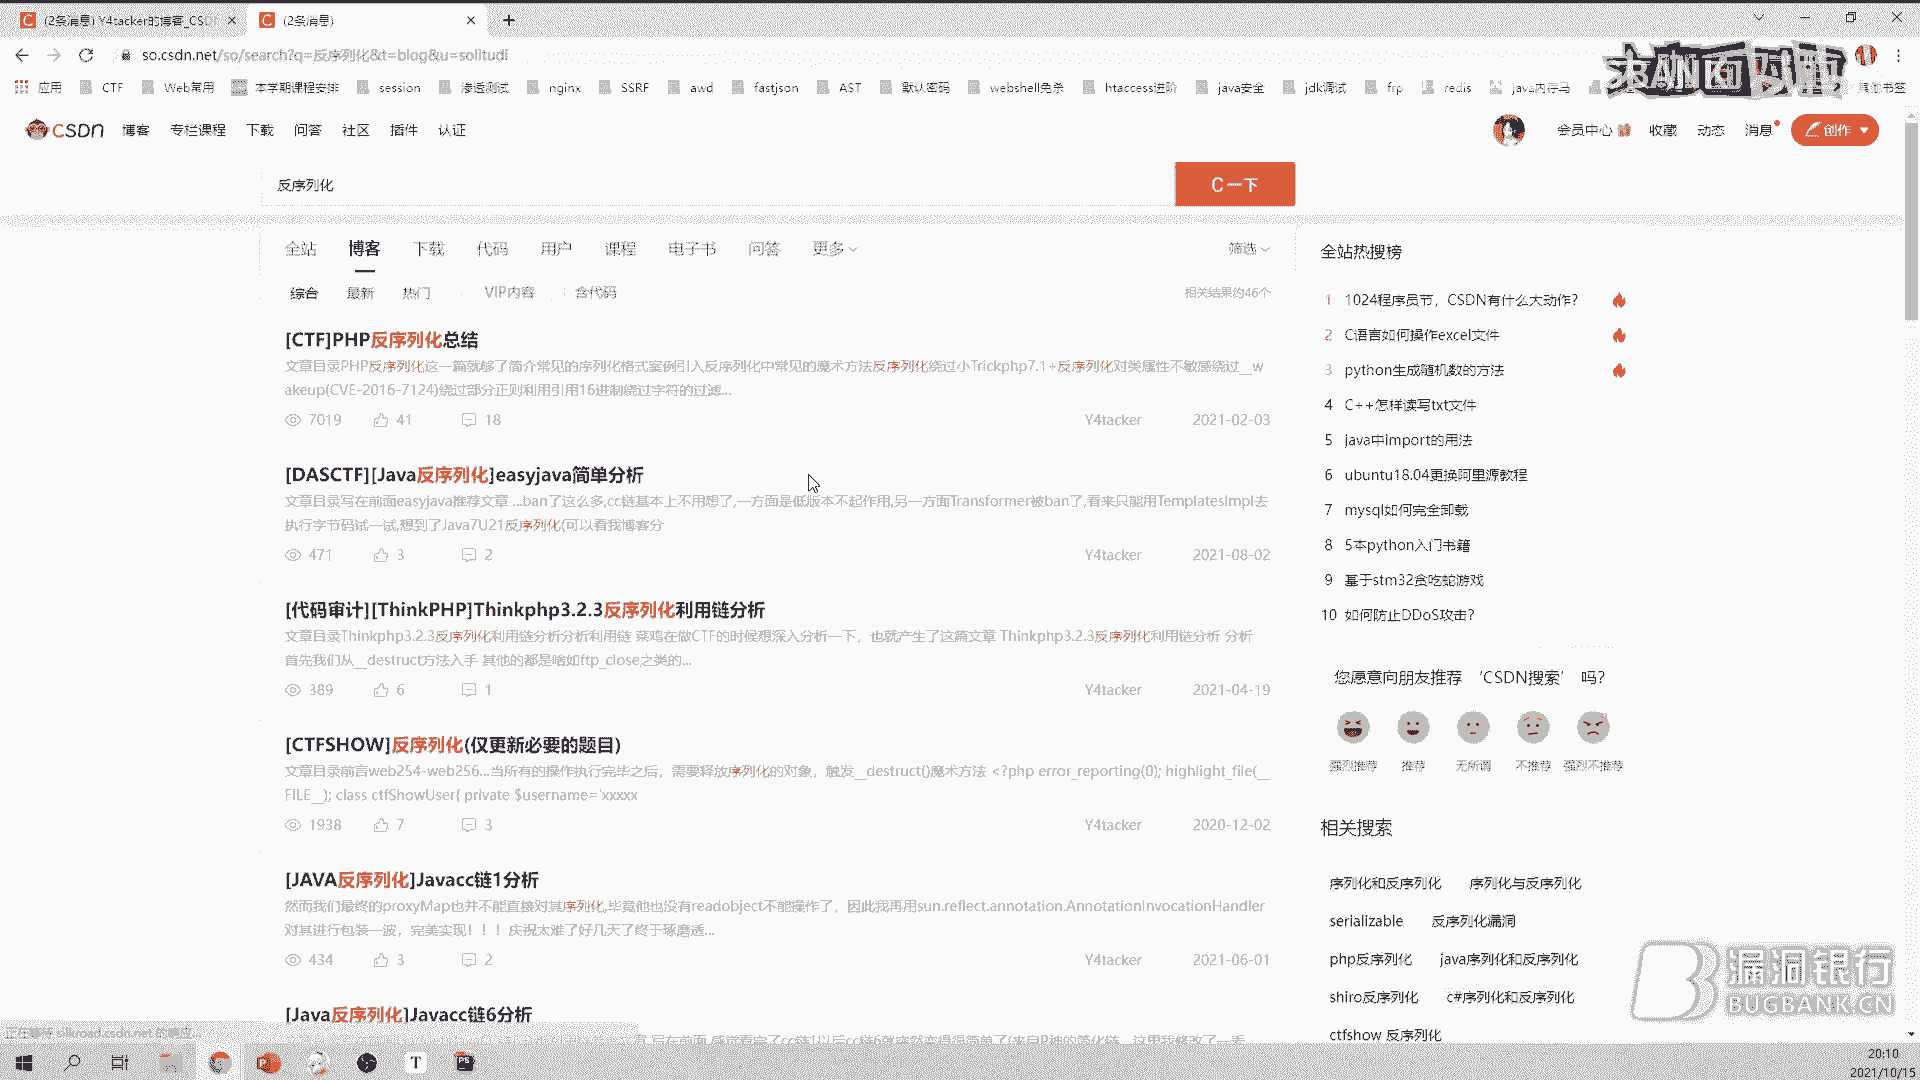 (2条消息) Y4tacker的博客_CSD
(2条消息)
so.csdn.net/so/search?q=反序列化&t=blog&u=solitudi
应用 CTF Web常用 本学期课程安排 session 渗透测试 nginx SSRF awd fastjson AST 默认密码 webshell免杀 htaccess进阶 java安全 jdk调试 frp redis java内存马 其他书签
大咖面对面
CSDN 博客 专栏课程 下载 问答 社区 插件 认证 会员中心 收藏 动态 消息 创作
反序列化 C一下
全站 博客 下载 代码 用户 课程 电子书 问答 更多 筛选
综合 最新 热门 VIP内容 含代码 相关结果约46个
[CTF]PHP反序列化总结
文章目录PHP反序列化这一篇就够了简介常见的序列化格式案例引入反序列化中常见的魔术方法反序列化绕过小Trickphp7.1+反序列化对类属性不敏感绕过__w
akeup(CVE-2016-7124)绕过部分正则利用引用16进制绕过字符的过滤...
7019 41 18 Y4tacker 2021-02-03
[DASCTF][Java反序列化]easyjava简单分析
文章目录写在前面easyjava推荐文章 ...ban了这么多,cc链基本上不用想了,一方面是低版本不起作用,另一方面Transformer被ban了,看来只能用TemplatesImpl去
执行字节码试一试,想到了Java7U21反序列化(可以看我博客分
471 3 2 Y4tacker 2021-08-02
[代码审计][ThinkPHP]Thinkphp3.2.3反序列化利用链分析
文章目录Thinkphp3.2.3反序列化利用链分析分析利用链 菜鸡在做CTF的时候想深入分析一下，也就产生了这篇文章 Thinkphp3.2.3反序列化利用链分析 分析
首先我们从__destruct方法入手 其他的都是啥如ftp_close之类的...
389 6 1 Y4tacker 2021-04-19
[CTFSHOW]反序列化(仅更新必要的题目)
文章目录前言web254-web256...当所有的操作执行完毕之后，需要释放序列化的对象，触发__destruct()魔术方法 <?php error_reporting(0); highlight_file(__
FILE__); class ctfShowUser{ private $username='xxxxx
1938 7 3 Y4tacker 2020-12-02
[JAVA反序列化]Javacc链1分析
然而我们最终的proxyMap也并不能直接对其序列化,毕竟他也没有readobject不能操作了，因此我再用sun.reflect.annotation.AnnotationInvocationHandler
对其进行包装一波，完美实现！！！庆祝太难了好几天了终于琢磨透...
434 3 2 Y4tacker 2021-06-01
[Java反序列化]Javacc链6分析
写在前面 感觉看完了cc链1以后cc链6就突然变得很简单了(来自P神的简化链，这里我修改了一丢
正在等待 silkroad.csdn.net 的响应...
全站热搜榜
1 1024程序员节，CSDN有什么大动作?
2 C语言如何操作excel文件
3 python生成随机数的方法
4 C++怎样读写txt文件
5 java中import的用法
6 ubuntu18.04更换阿里源教程
7 mysql如何完全卸载
8 5本python入门书籍
9 基于stm32贪吃蛇游戏
10 如何防止DDoS攻击?
您愿意向朋友推荐 ‘CSDN搜索’ 吗?
强烈推荐 推荐 无所谓 不推荐 强烈不推荐
相关搜索
序列化和反序列化 序列化与反序列化
serializable 反序列化漏洞
php反序列化 java序列化和反序列化
shiro反序列化 c#序列化和反序列化
ctfshow 反序列化
漏洞银行
BUGBANK.CN
20:10
2021/10/15